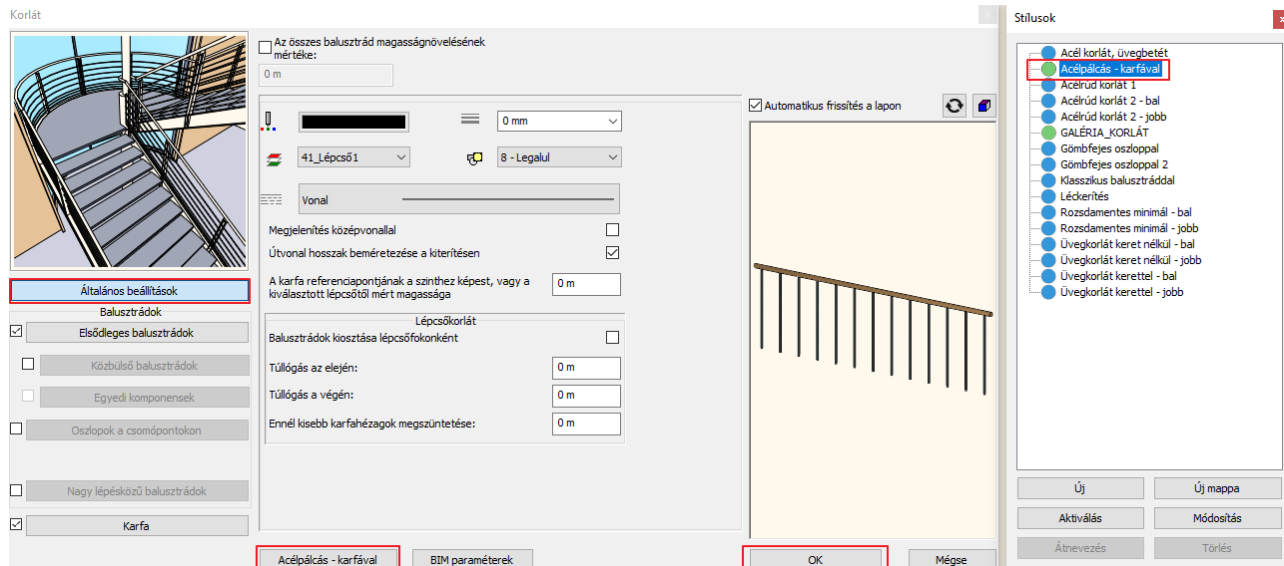 Korlát
Az összes balusztrád magasságnövelésének
mértéke:
0 m
0 mm
41_Lépcső1
8 - Legalul
Vonal
Megjelenítés középvonallal
Útvonal hosszak beméretezése a kiterítésen
A karfa referenciapontjának a szinthez képest, vagy a
kiválasztott lépcsőtől mért magassága
0 m
Lépcsőkorlát
Balusztrádok kiosztása lépcsőfokonként
Túllógás az elején:
0 m
Túllógás a végén:
0 m
Ennél kisebb karfahézagok megszüntetése:
0 m
Általános beállítások
Balusztrádok
Elsődleges balusztrádok
Közbülső balusztrádok
Egyedi komponensek
Oszlopok a csomópontokon
Nagy lépésközű balusztrádok
Karfa
Acélpálcás - karfával
BIM paraméterek
Automatikus frissítés a lapon
OK
Mégse
Stílusok
Acél korlát, üvegbetét
Acélpálcás - karfával
Acélrúd korlát 1
Acélrúd korlát 2 - bal
Acélrúd korlát 2 - jobb
GALÉRIA_KORLÁT
Gömbfejes oszloppal
Gömbfejes oszloppal 2
Klasszikus balusztráddal
Léckerítés
Rozsdamentes minimál - bal
Rozsdamentes minimál - jobb
Üvegkorlát keret nélkül - bal
Üvegkorlát keret nélkül - jobb
Üvegkorlát kerettel - bal
Üvegkorlát kerettel - jobb
Új
Új mappa
Aktiválás
Módosítás
Átnevezés
Törlés